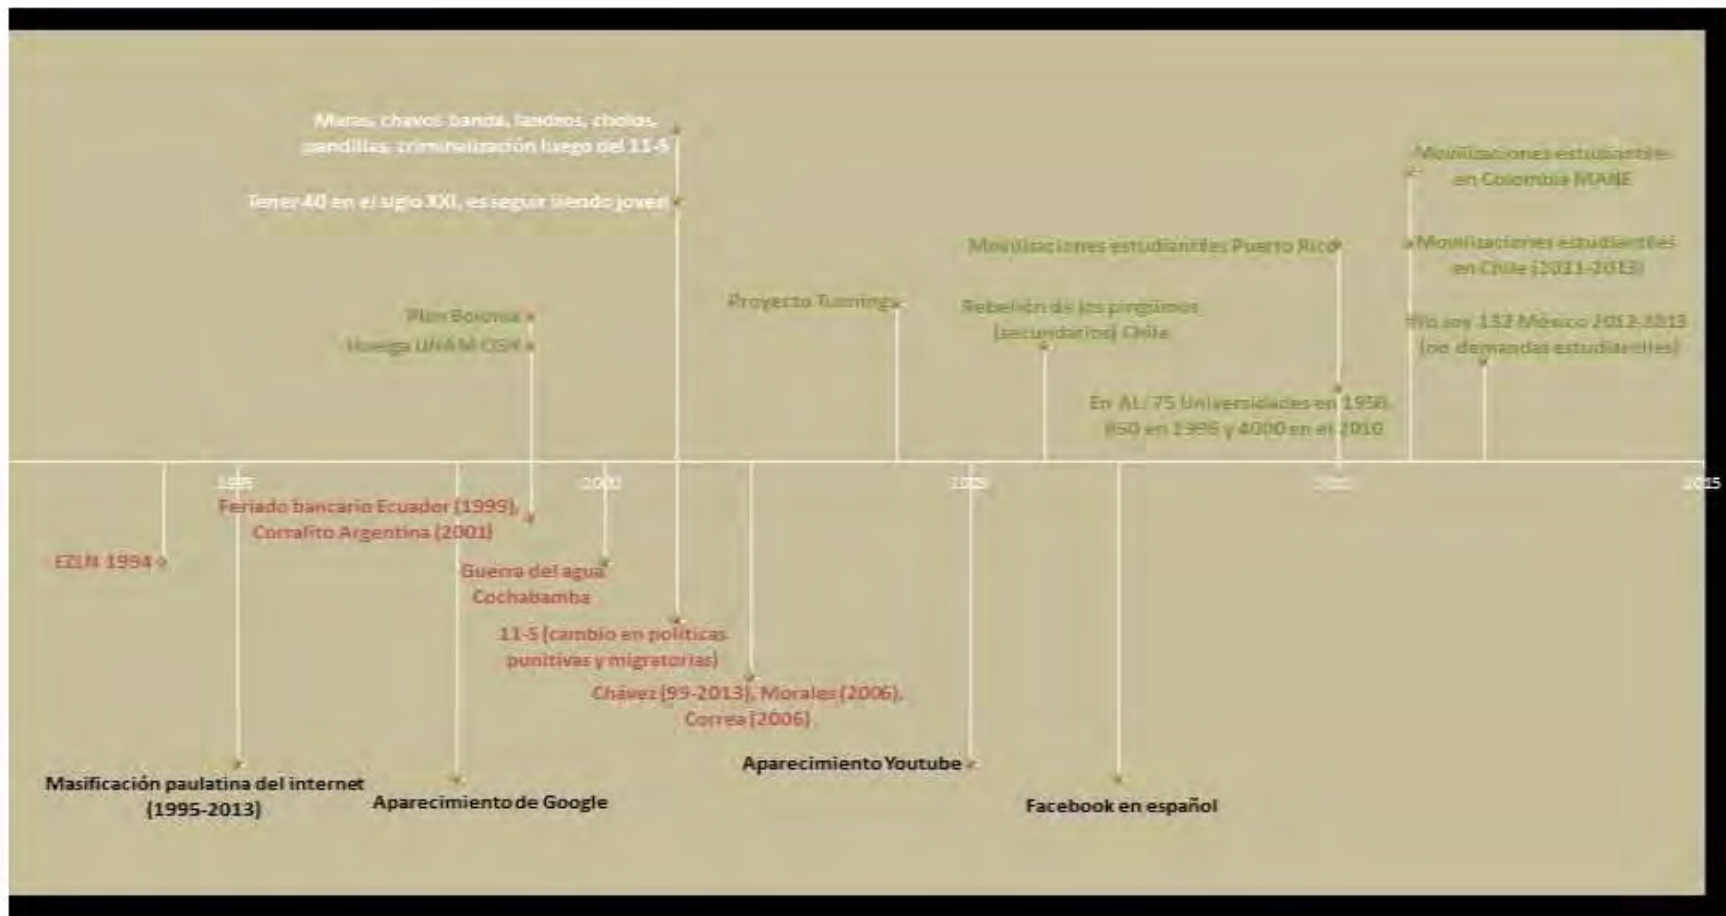 Maras, chavos banda, landros, cholos,
pandillas, criminalización luego del 11-S
Tener 40 en el siglo XXI, es seguir siendo joven
Movilizaciones estudiantiles
en Colombia MANE
Movilizaciones estudiantiles Puerto Rico
Movilizaciones estudiantiles
en Chile (2011-2013)
Proyecto Tunning
Rebelión de los pingüinos
(secundarios) Chile
Plan Bolonia
Huelga UNAM CGH
soy 132 México 2012-2013
(no demandas estudiantiles)
En AL: 75 Universidades en 1950,
850 en 1995 y 4000 en el 2010
1995
2000
2005
2010
2015
Feriado bancario Ecuador (1999),
Corralito Argentina (2001)
EZLN 1994
Guerra del agua
Cochabamba
11-S (cambio en políticas
punitivas y migratorias)
Chávez (99-2013), Morales (2006),
Correa (2006)
Aparecimiento Youtube
Masificación paulatina del internet
(1995-2013)
Aparecimiento de Google
Facebook en español